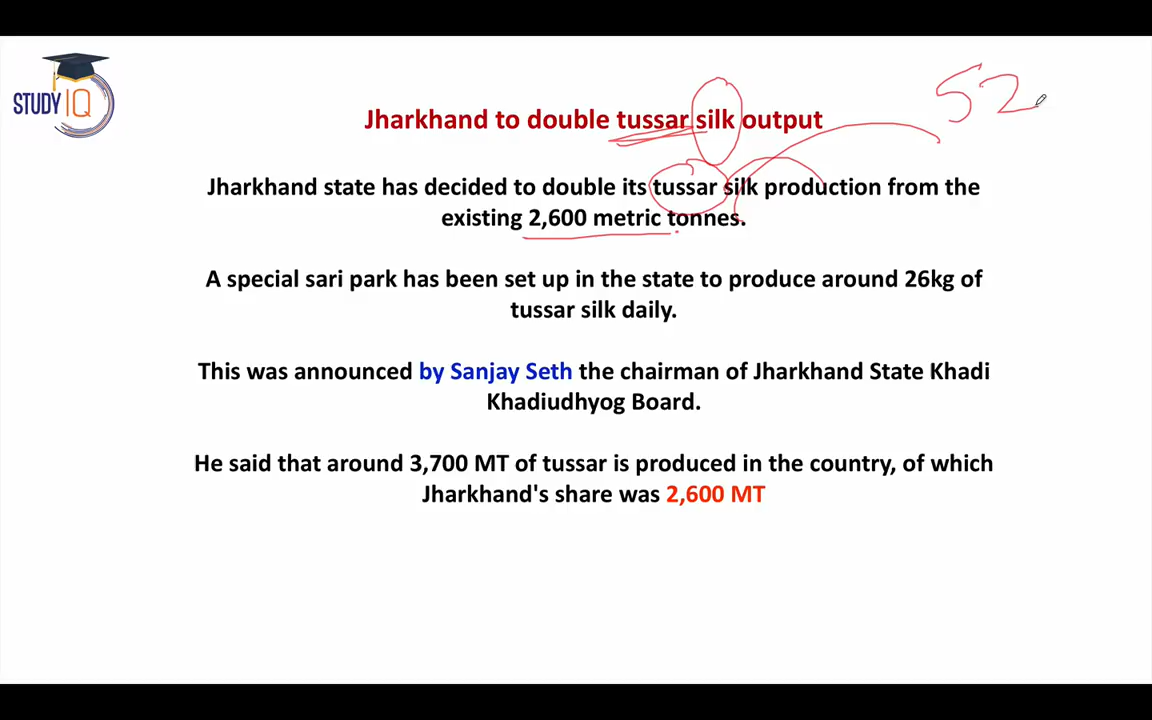 STUDY IQ
52
Jharkhand to double tussar silk output
Jharkhand state has decided to double its tussar silk production from the
existing 2,600 metric tonnes.
A special sari park has been set up in the state to produce around 26kg of
tussar silk daily.
This was announced by Sanjay Seth the chairman of Jharkhand State Khadi
Khadiudhyog Board.
He said that around 3,700 MT of tussar is produced in the country, of which
Jharkhand's share was 2,600 MT